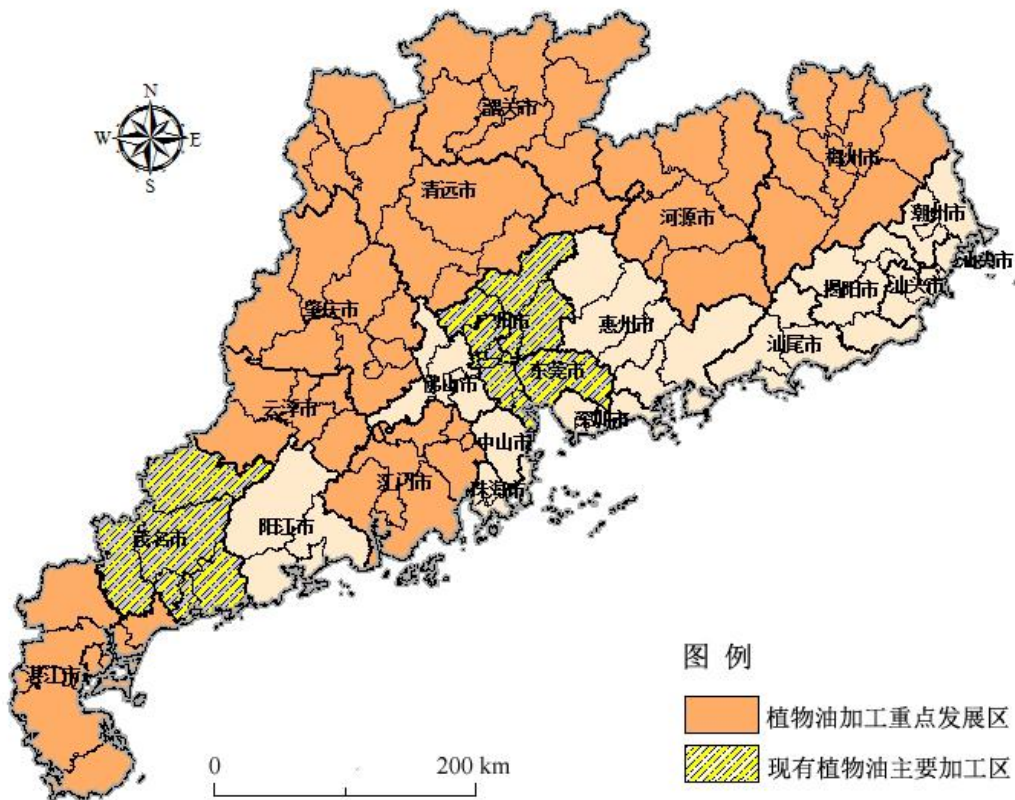 N
W
E
S
韶关市
梅州市
清远市
河源市
潮州市
汕头市
揭阳市
汕头市
肇庆市
广州市
惠州市
汕尾市
东莞市
佛山市
云浮市
深圳市
中山市
江门市
珠海市
阳江市
茂名市
湛江市
图 例
植物油加工重点发展区
现有植物油主要加工区
0
200 km